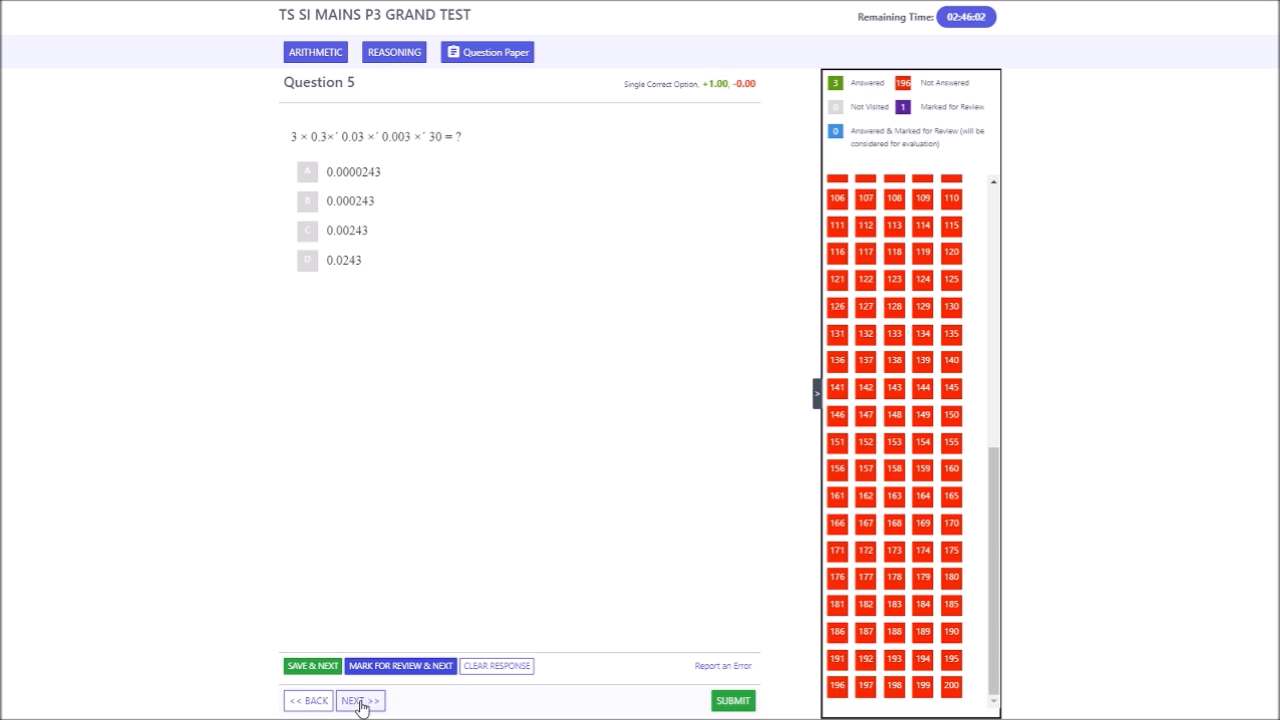 TS SI MAINS P3 GRAND TEST
Remaining Time: 02:46:02
ARITHMETIC REASONING Question Paper
Question 5
Single Correct Option, +1.00, -0.00
3 × 0.3×´ 0.03 ×´ 0.003 ×´ 30 = ?
A 0.0000243
B 0.000243
C 0.00243
D 0.0243
SAVE & NEXT MARK FOR REVIEW & NEXT CLEAR RESPONSE
Report an Error
<< BACK NEXT >>
SUBMIT
3 Answered 196 Not Answered
0 Not Visited 1 Marked for Review
0 Answered & Marked for Review (will be
considered for evaluation)
>
106 107 108 109 110
111 112 113 114 115
116 117 118 119 120
121 122 123 124 125
126 127 128 129 130
131 132 133 134 135
136 137 138 139 140
141 142 143 144 145
146 147 148 149 150
151 152 153 154 155
156 157 158 159 160
161 162 163 164 165
166 167 168 169 170
171 172 173 174 175
176 177 178 179 180
181 182 183 184 185
186 187 188 189 190
191 192 193 194 195
196 197 198 199 200